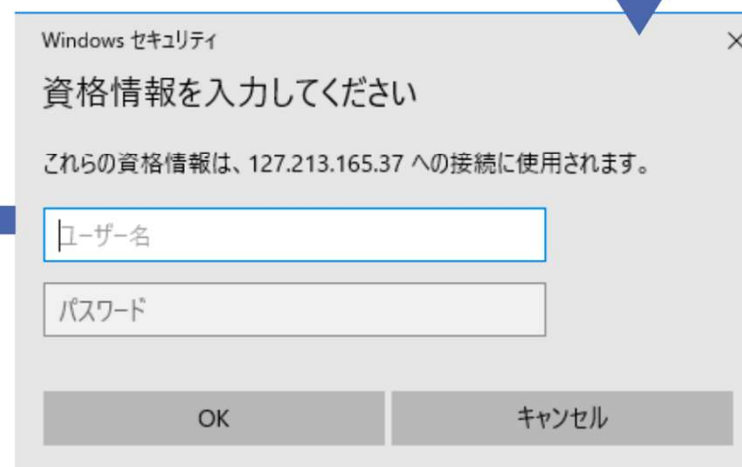 Windows セキュリティ
資格情報を入力してください
これらの資格情報は、127.213.165.37 への接続に使用されます。
ユーザー名
パスワード
OK
キャンセル